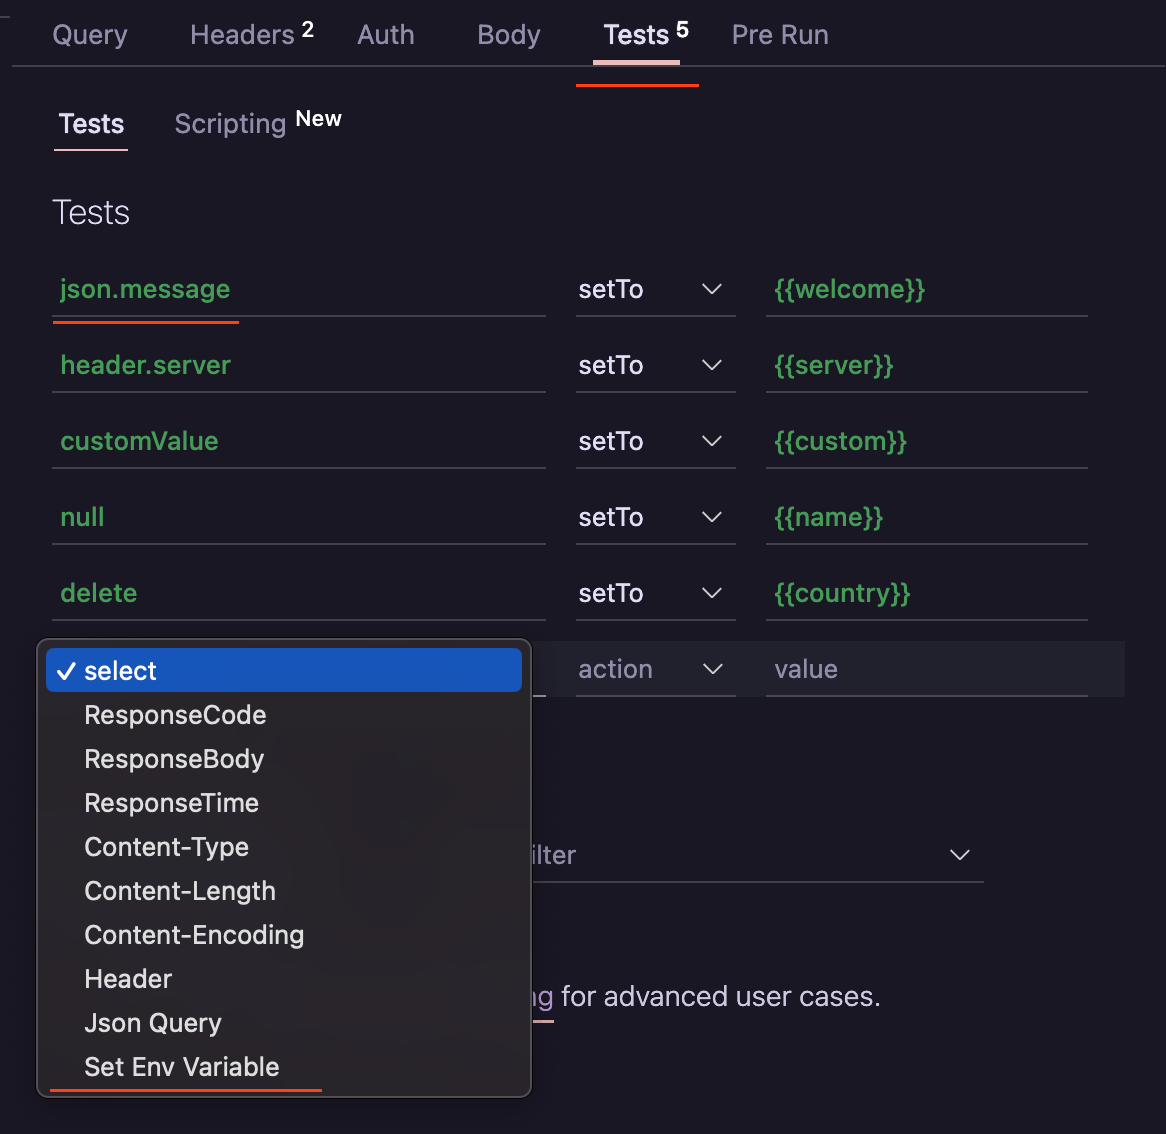 Query Headers 2 Auth Body Tests 5 Pre Run
Tests Scripting New
Tests
json.message setTo {{welcome}}
header.server setTo {{server}}
customValue setTo {{custom}}
null setTo {{name}}
delete setTo {{country}}
✓ select action value
ResponseCode
ResponseBody
ResponseTime
Content-Type
ilter
Content-Length
Content-Encoding
Header
ng for advanced user cases.
Json Query
Set Env Variable